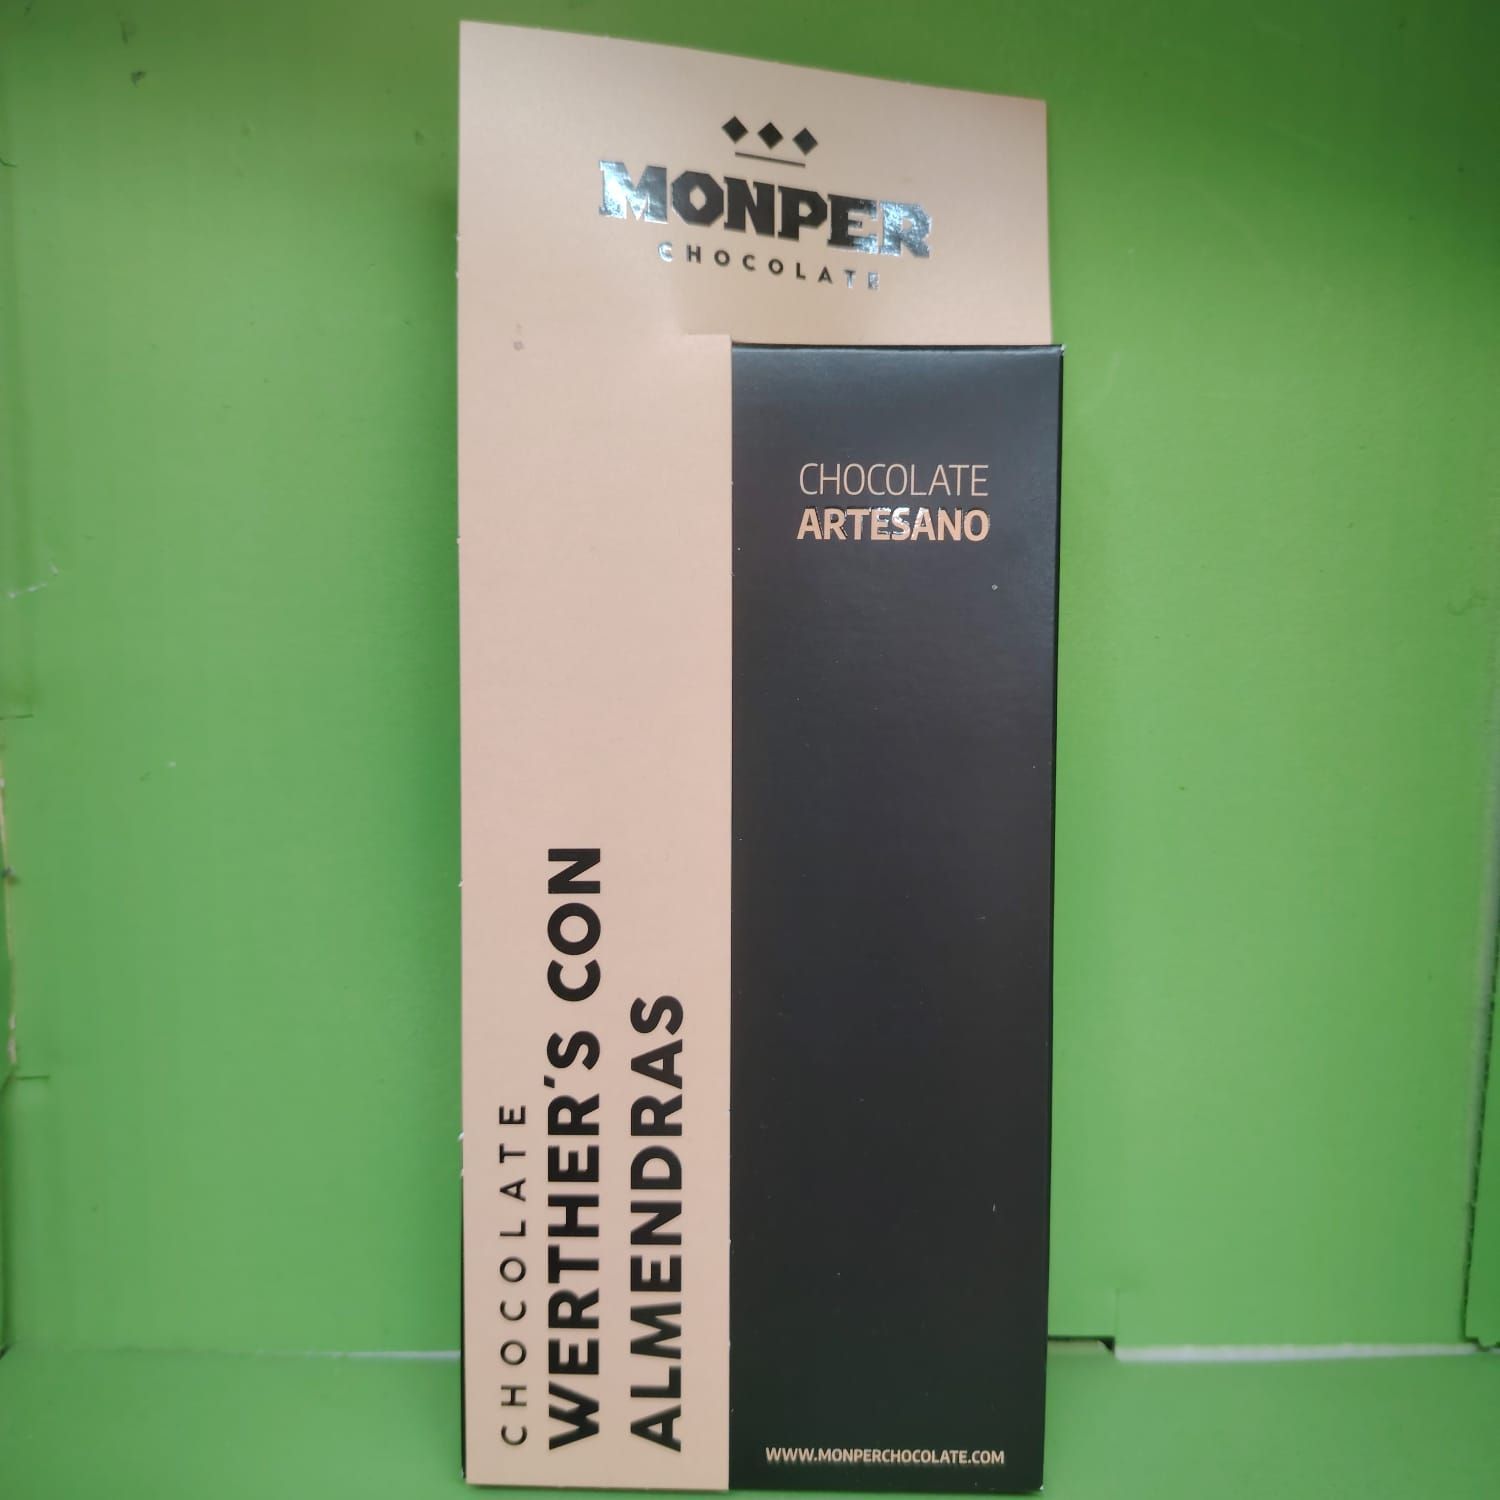 MONPER
CHOCOLATE
CHOCOLATE
ARTESANO
CHOCOLATE
WERTHER´S CON
ALMENDRAS
WWW.MONPERCHOCOLATE.COM